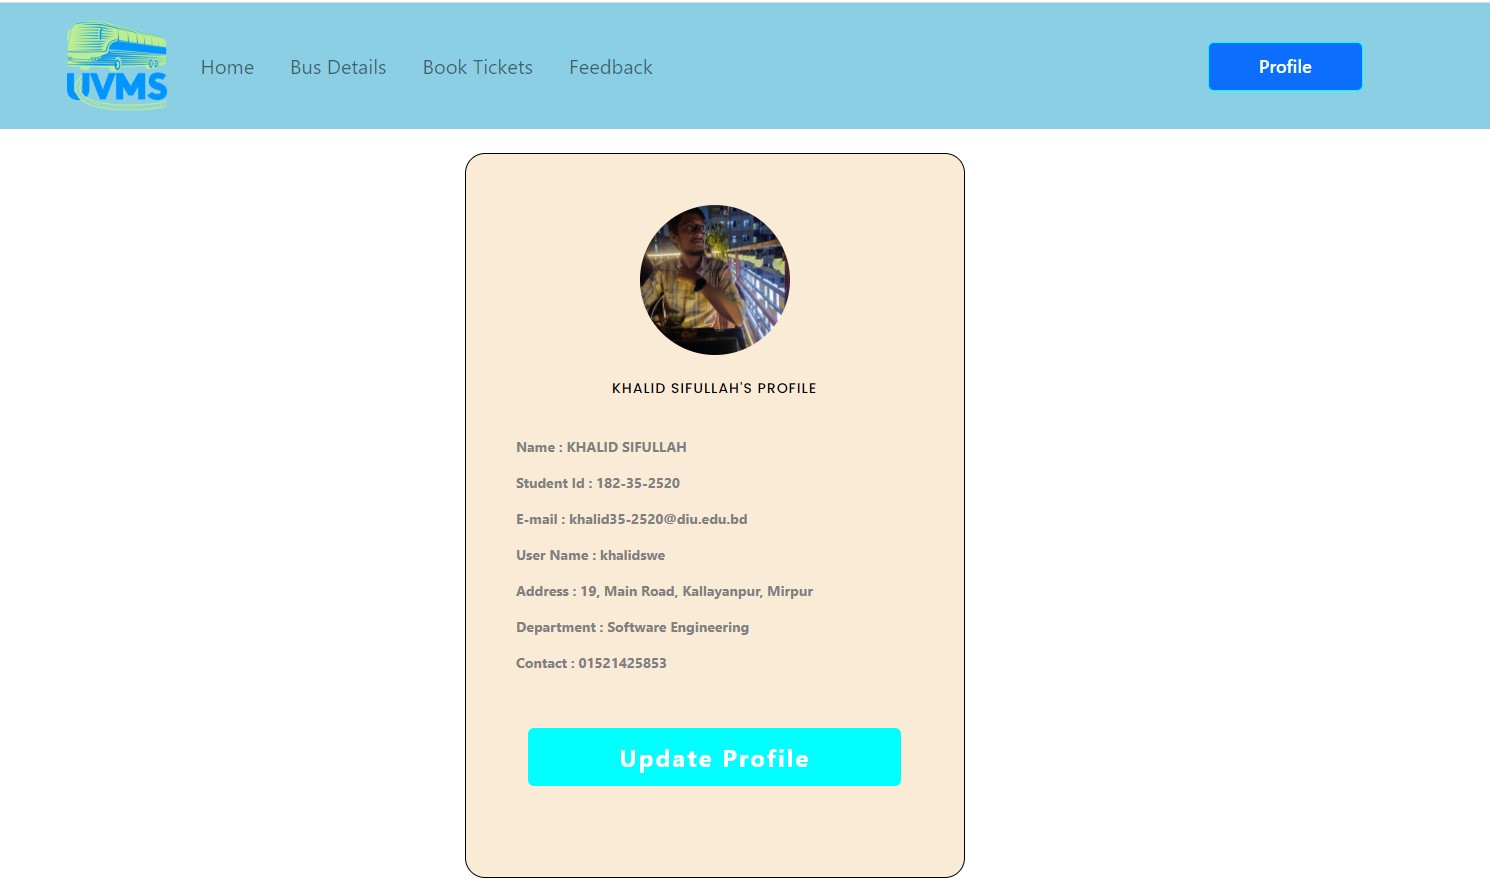 UVMS
Home Bus Details Book Tickets Feedback Profile
KHALID SIFULLAH'S PROFILE
Name : KHALID SIFULLAH
Student Id : 182-35-2520
E-mail : khalid35-2520@diu.edu.bd
User Name : khalidswe
Address : 19, Main Road, Kallayanpur, Mirpur
Department : Software Engineering
Contact : 01521425853
Update Profile